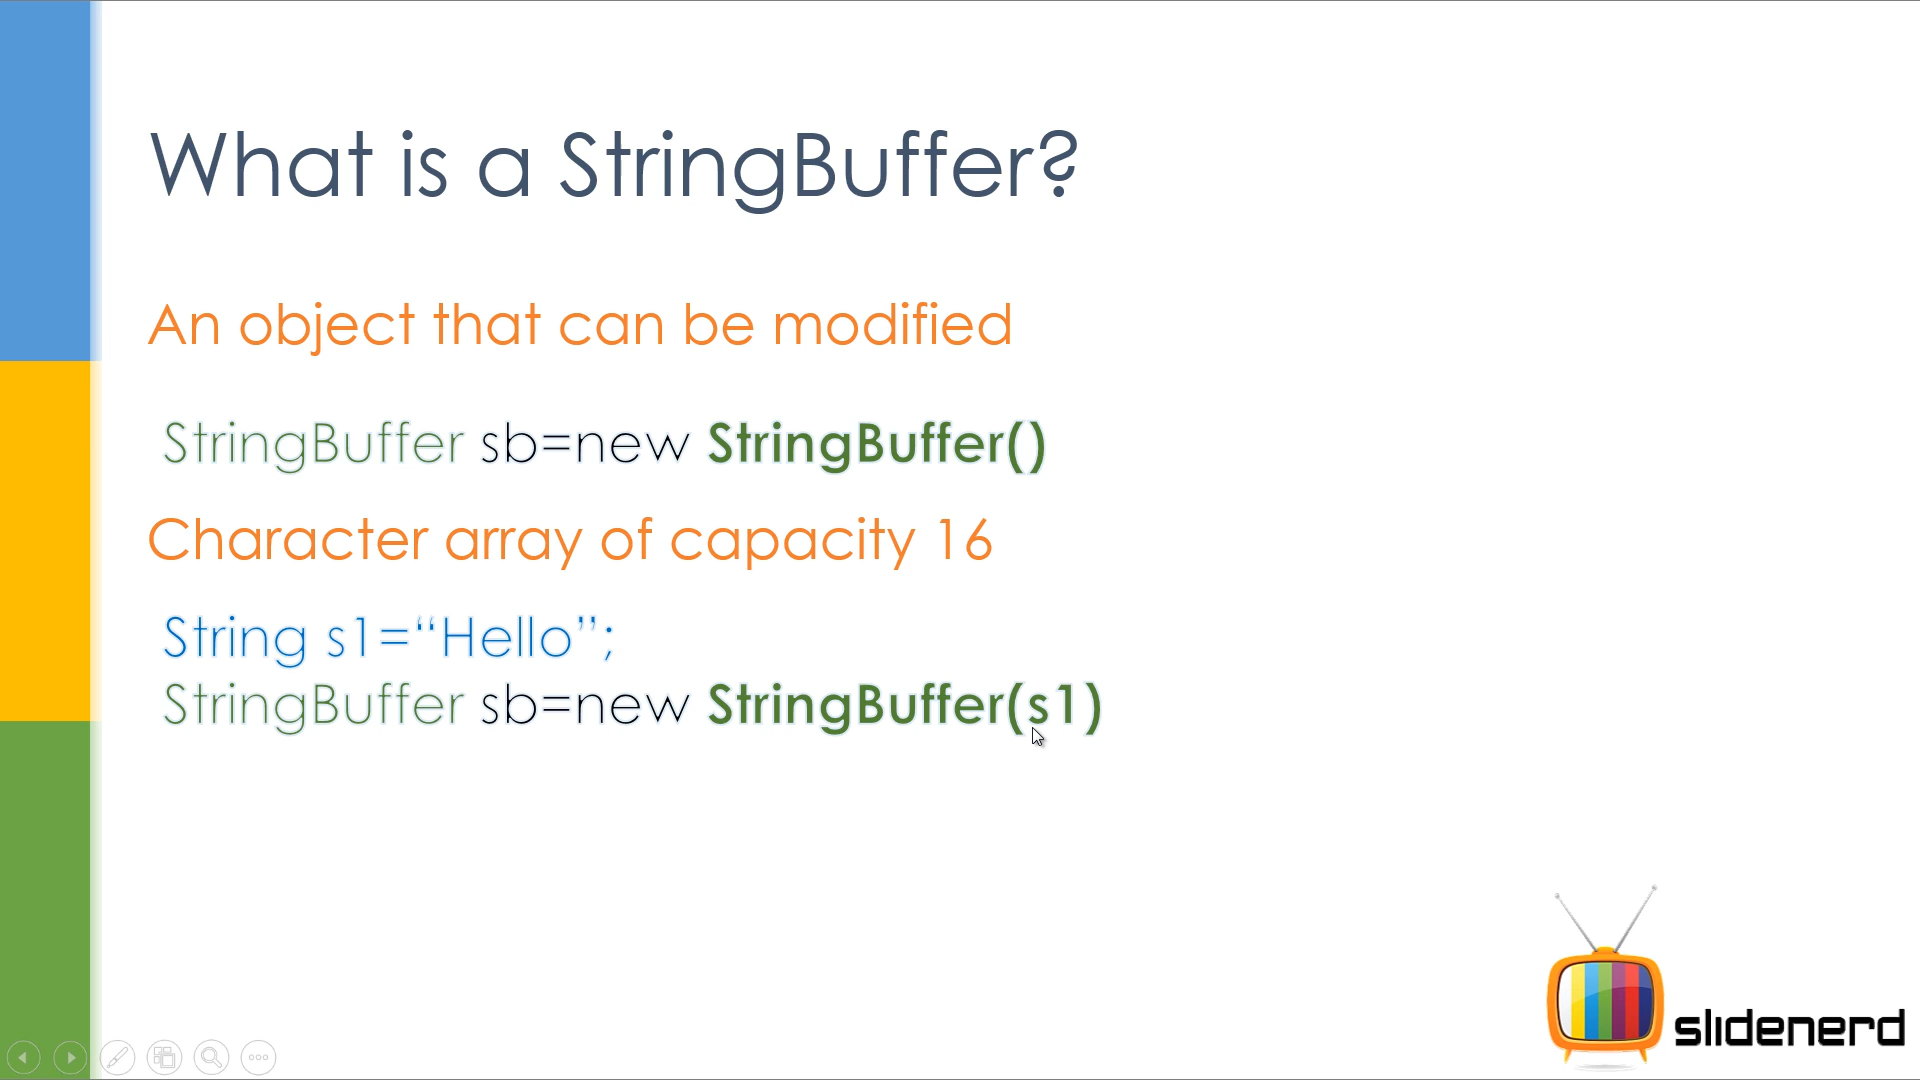 What is a StringBuffer?
An object that can be modified
StringBuffer sb=new StringBuffer()
Character array of capacity 16
String s1=“Hello”;
StringBuffer sb=new StringBuffer(s1)
slidenerd